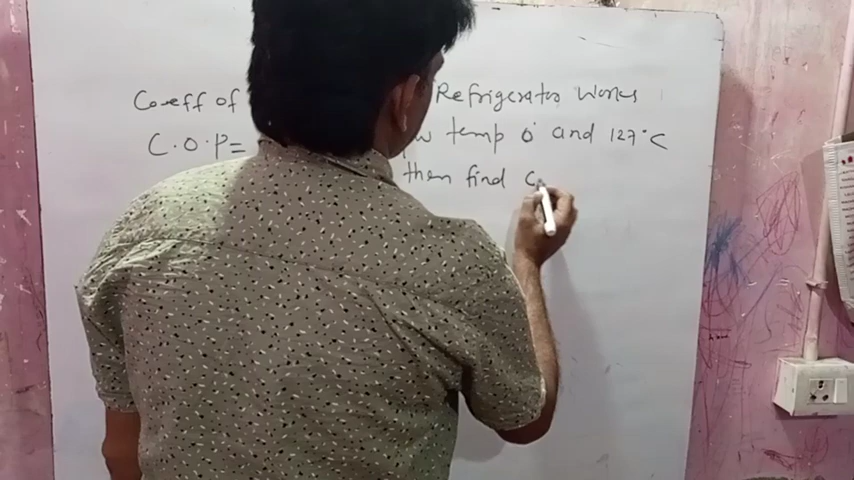 Coeff of Refrigerator works
C.O.P= w temp 0° and 127°C
then find c